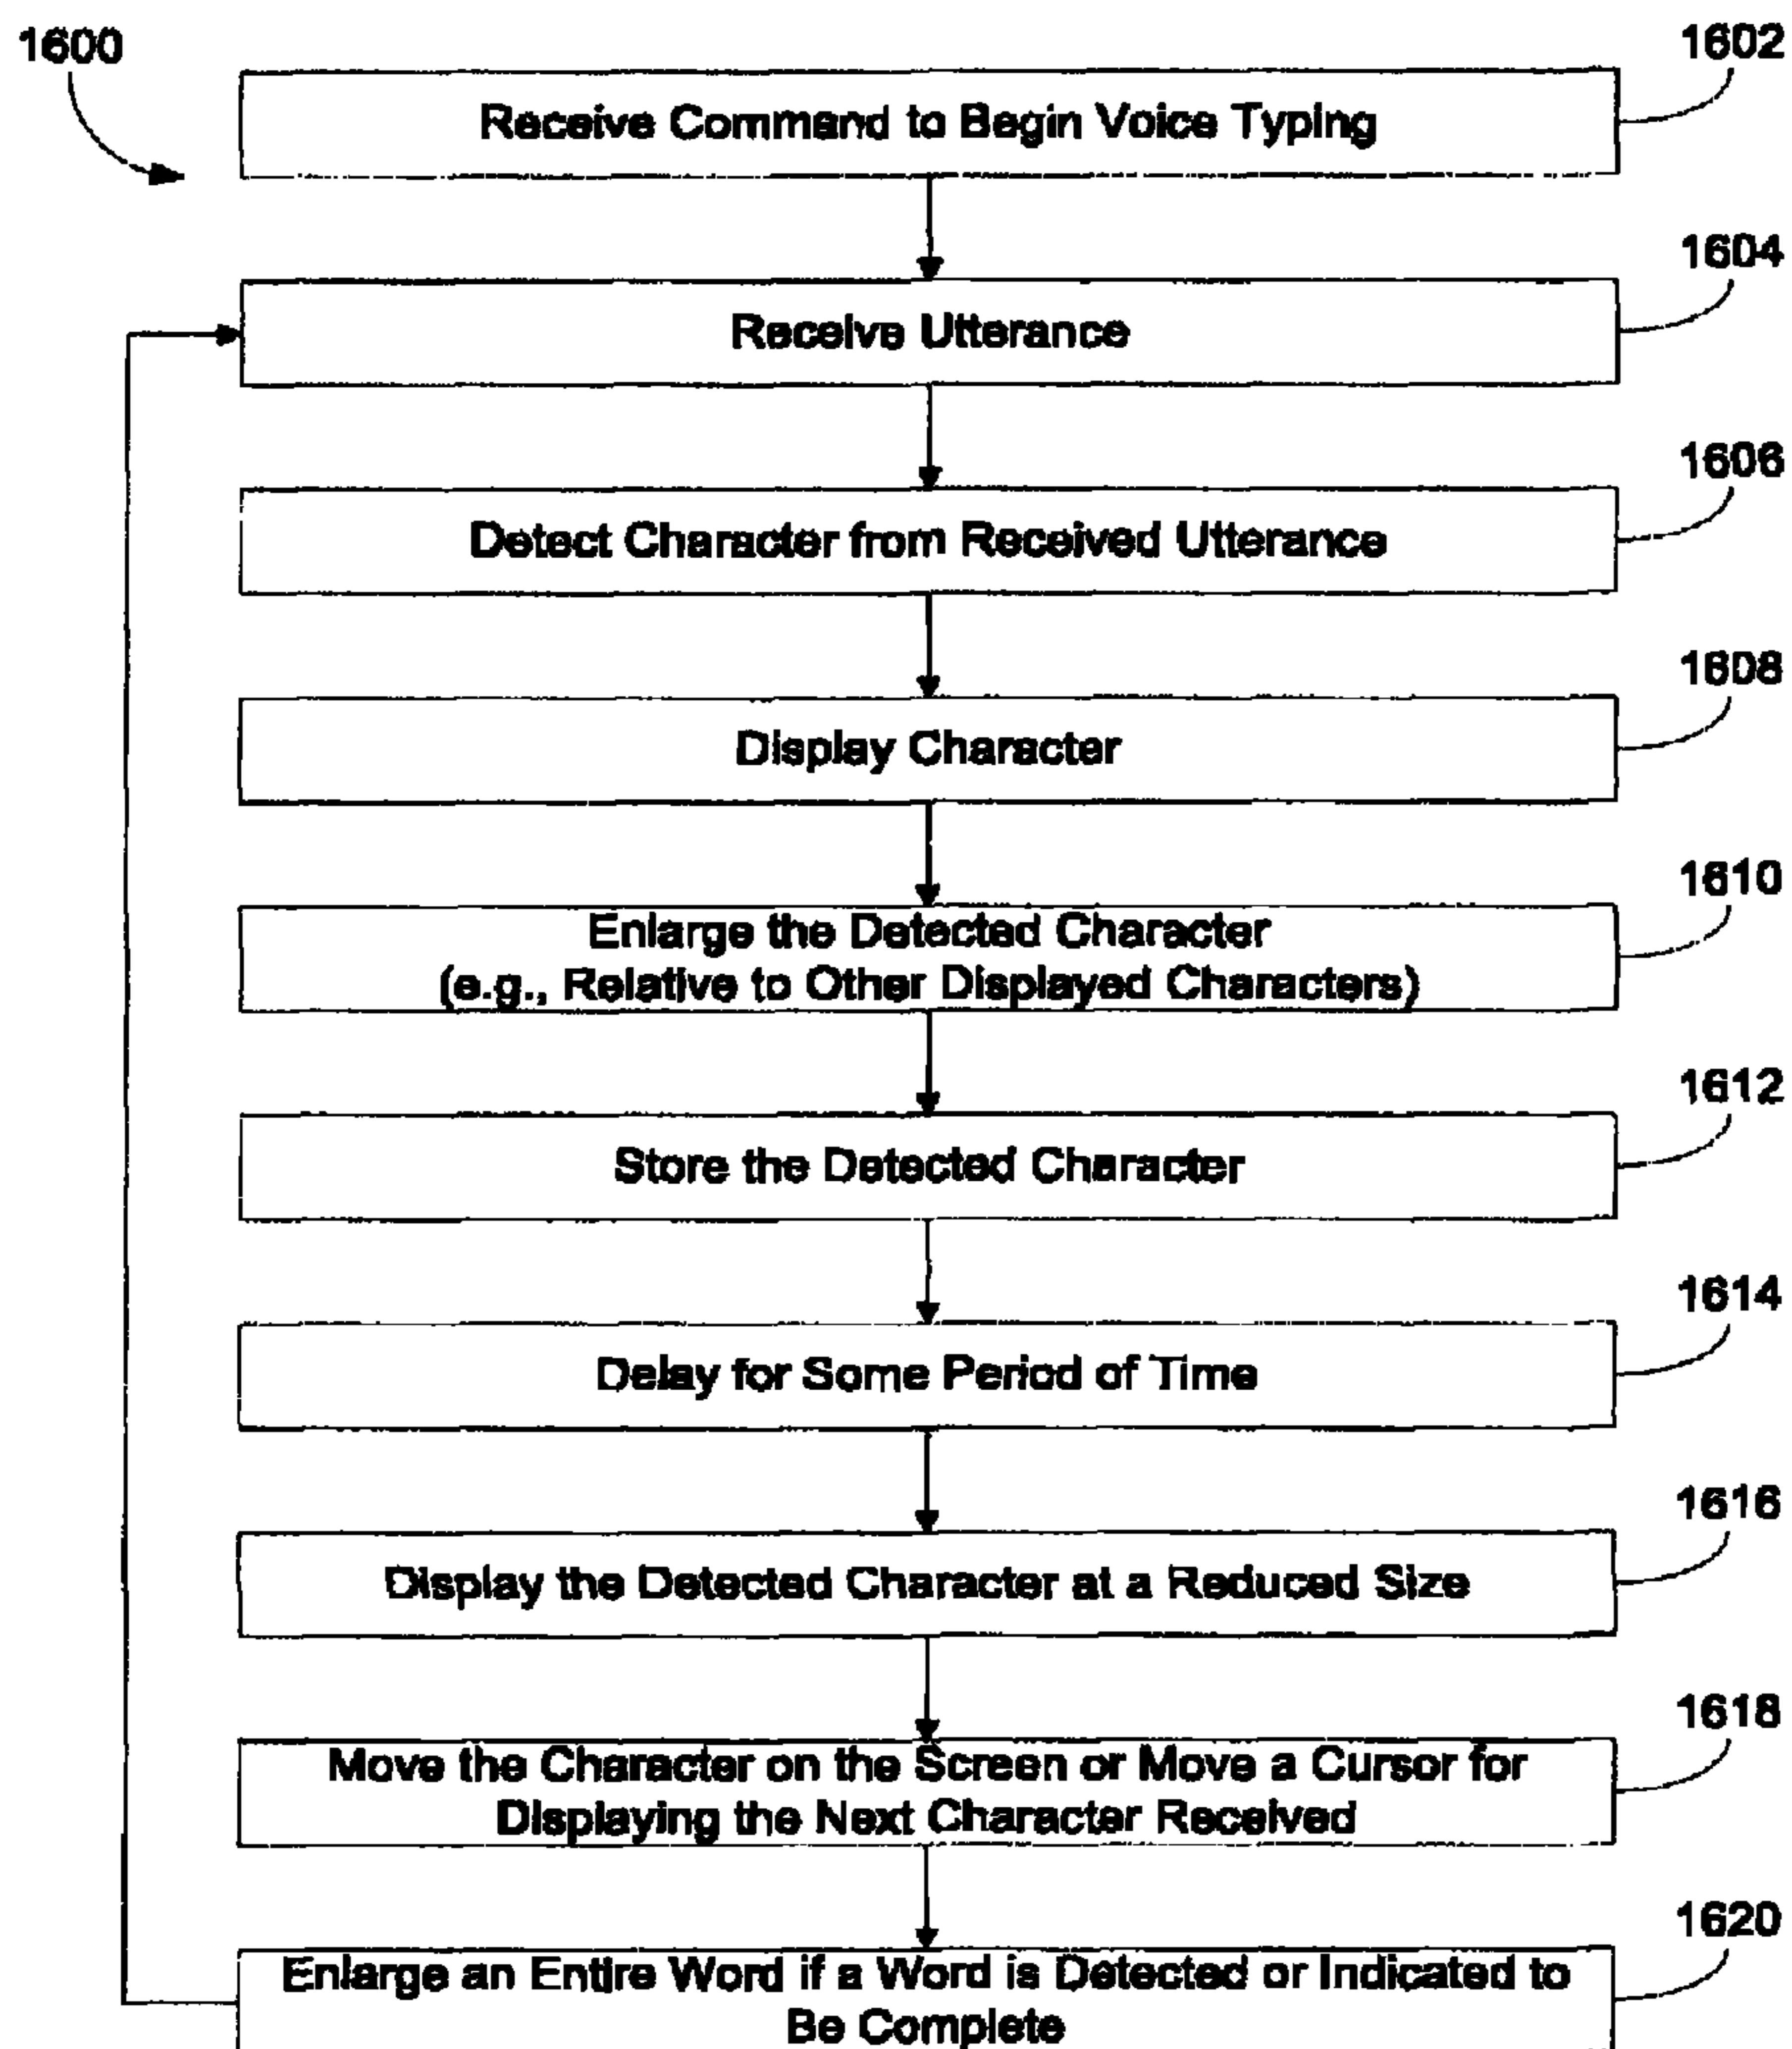 1600
1602
Receive Command to Begin Voice Typing
1604
Receive Utterance
1606
Detect Character from Received Utterance
1608
Display Character
1610
Enlarge the Detected Character
(e.g., Relative to Other Displayed Characters)
1612
Store the Detected Character
1614
Delay for Some Period of Time
1616
Display the Detected Character at a Reduced Size
1618
Move the Character on the Screen or Move a Cursor for
Displaying the Next Character Received
1620
Enlarge an Entire Word if a Word is Detected or Indicated to
Be Complete